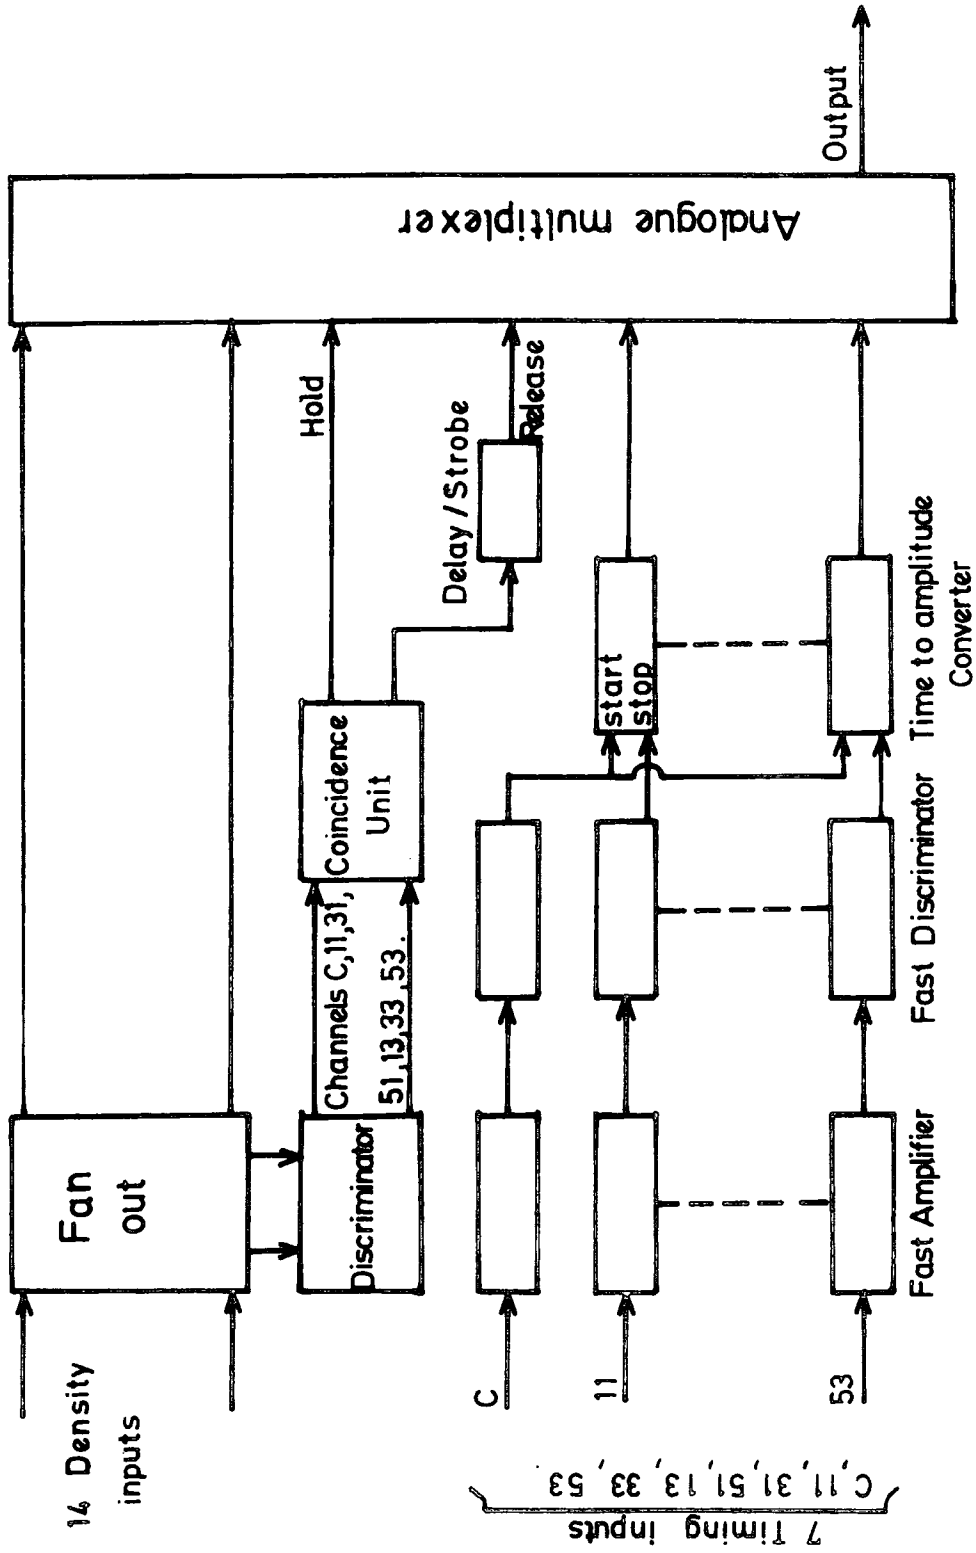 14 Density
inputs
Fan
out
Discriminator
Channels C,11,31,
51,13,33,53.
Coincidence
Unit
Hold
Delay/Strobe
Release
Analogue multiplexer
Output
7 Timing inputs
C, 11, 31, 51, 13, 33, 53
C
11
53
start
stop
Fast Amplifier
Fast Discriminator
Time to amplitude
Converter